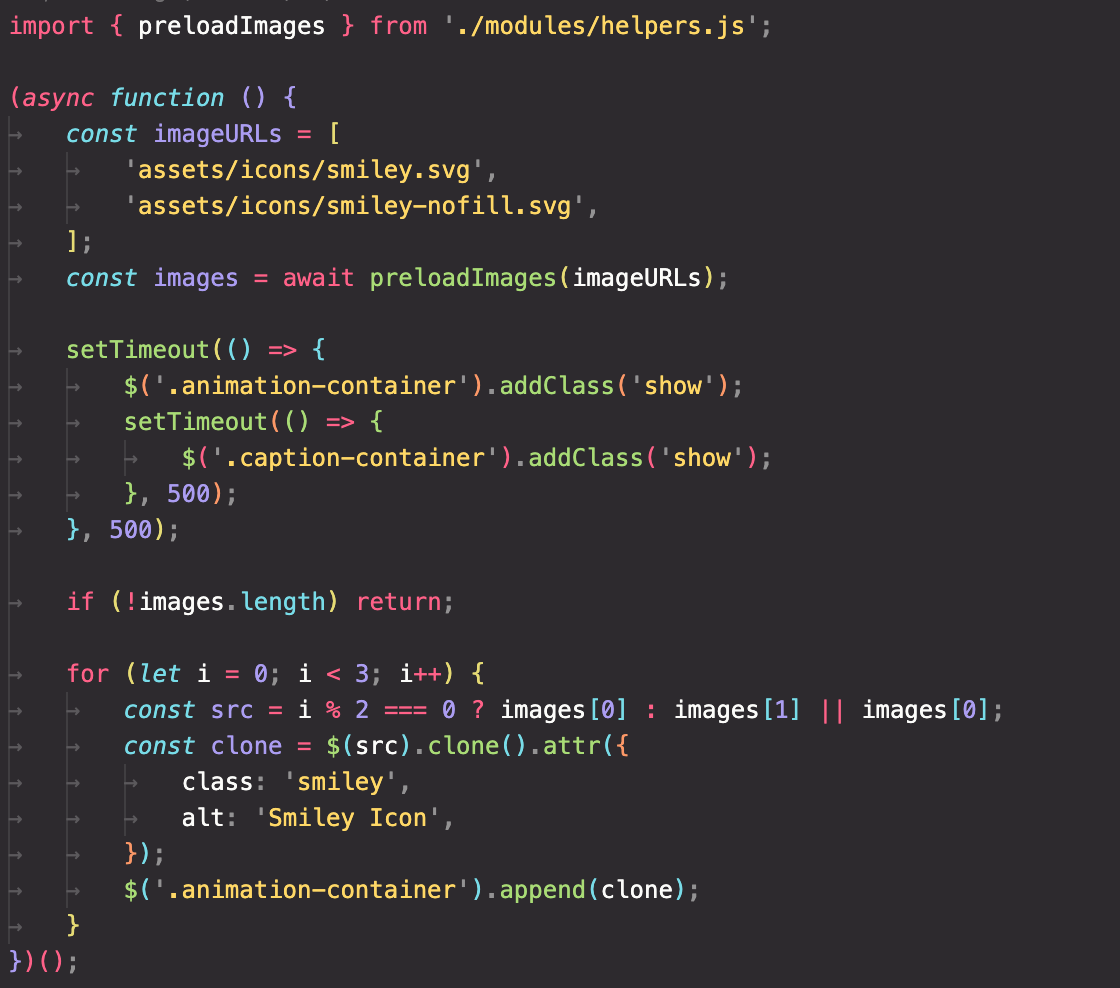 import { preloadImages } from './modules/helpers.js';

(async function () {
    const imageURLs = [
        'assets/icons/smiley.svg',
        'assets/icons/smiley-nofill.svg',
    ];
    const images = await preloadImages(imageURLs);

    setTimeout(() => {
        $('.animation-container').addClass('show');
        setTimeout(() => {
            $('.caption-container').addClass('show');
        }, 500);
    }, 500);

    if (!images.length) return;

    for (let i = 0; i < 3; i++) {
        const src = i % 2 === 0 ? images[0] : images[1] || images[0];
        const clone = $(src).clone().attr({
            class: 'smiley',
            alt: 'Smiley Icon',
        });
        $('.animation-container').append(clone);
    }
})();